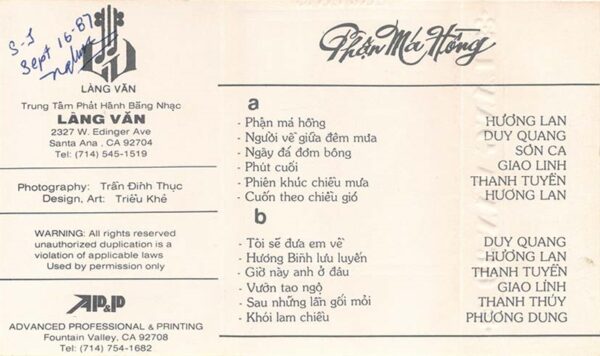 S-J
Sept 16-87
LÀNG VĂN
Trung Tâm Phát Hành Băng Nhạc
LÀNG VĂN
2327 W. Edinger Ave
Santa Ana, CA 92704
Tel: (714) 545-1519
Photography: Trần Đình Thục
Design, Art: Triều Khê
WARNING: All rights reserved
unauthorized duplication is a
violation of applicable laws
Used by permission only
AP&P
ADVANCED PROFESSIONAL & PRINTING
Fountain Valley, CA 92708
Tel: (714) 754-1682
Phận Má Hồng
a
- Phận má hồng HƯƠNG LAN
- Người về giữa đêm mưa DUY QUANG
- Ngày đá đơm bông SƠN CA
- Phút cuối GIAO LINH
- Phiên khúc chiều mưa THANH TUYỀN
- Cuốn theo chiều gió HƯƠNG LAN
b
- Tôi sẽ đưa em về DUY QUANG
- Hương Bình lưu luyến HƯƠNG LAN
- Giờ này anh ở đâu THANH TUYỀN
- Vườn tao ngộ GIAO LINH
- Sau những lần gối mỏi THANH THÚY
- Khói lam chiều PHƯƠNG DUNG